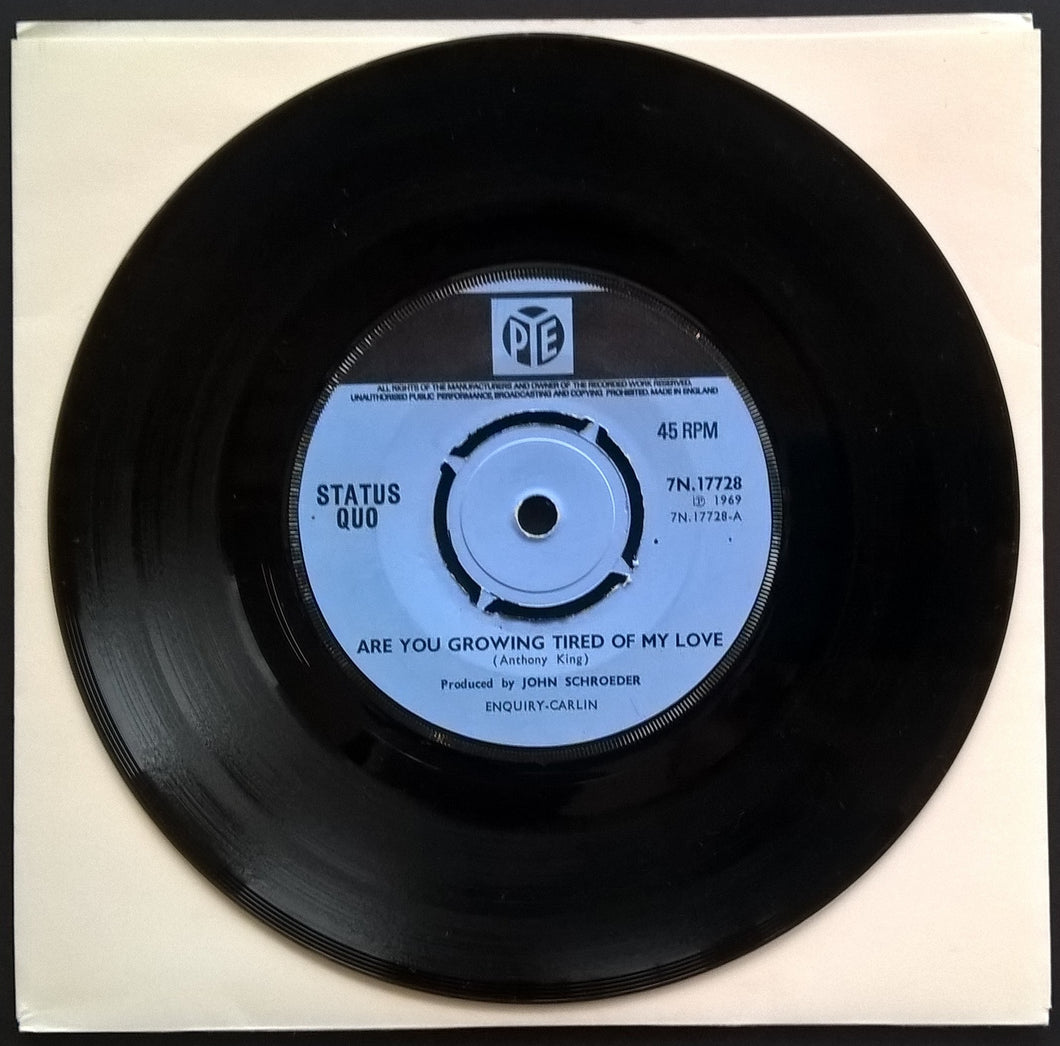 PYE
ALL RIGHTS OF THE MANUFACTURERS AND OWNER OF THE RECORDED WORK RESERVED.
UNAUTHORISED PUBLIC PERFORMANCE, BROADCASTING AND COPYING PROHIBITED. MADE IN ENGLAND
45 RPM
STATUS
QUO
7N.17728
℗ 1969
7N.17728-A
ARE YOU GROWING TIRED OF MY LOVE
(Anthony King)
Produced by JOHN SCHROEDER
ENQUIRY-CARLIN